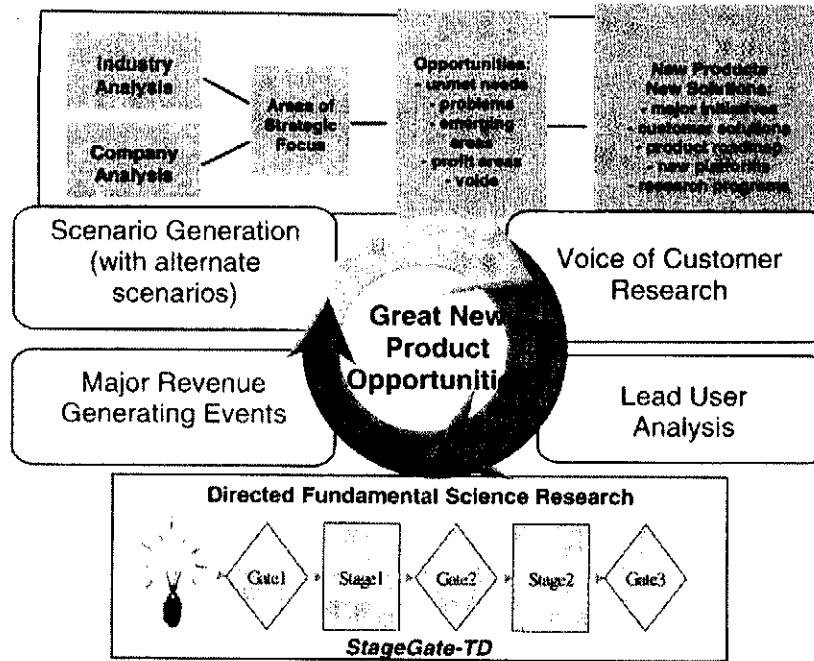 Industry
Analysis
Company
Analysis
Areas of
Strategic
Focus
Opportunities:
- unmet needs
- problems
- emerging
areas
- profit areas
- voids
New Products
New Solutions:
- major initiatives
- customer solutions
- product roadmap
- new platforms
- research programs
Scenario Generation
(with alternate
scenarios)
Voice of Customer
Research
Great New
Product
Opportunitie
Major Revenue
Generating Events
Lead User
Analysis
Directed Fundamental Science Research
Gate1
Stage1
Gate2
Stage2
Gate3
StageGate-TD